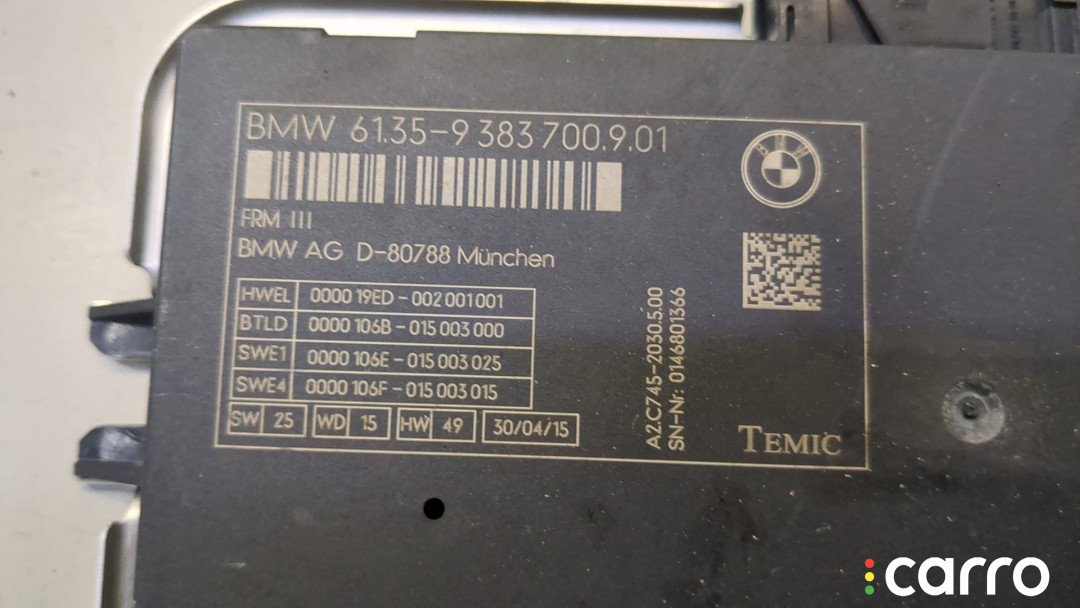 BMW 61.35-9 383 700.9.01
BMW
FRM III
BMW AG D-80788 München
HWEL 0000 19ED-002 001 001
BTLD 0000 106B-015 003 000
SWE1 0000 106E-015 003 025
SWE4 0000 106F-015 003 015
SW 25 WD 15 HW 49 30/04/15
A2C745-2030.5.00
SN-Nr: 0146801366
TEMIC
carro